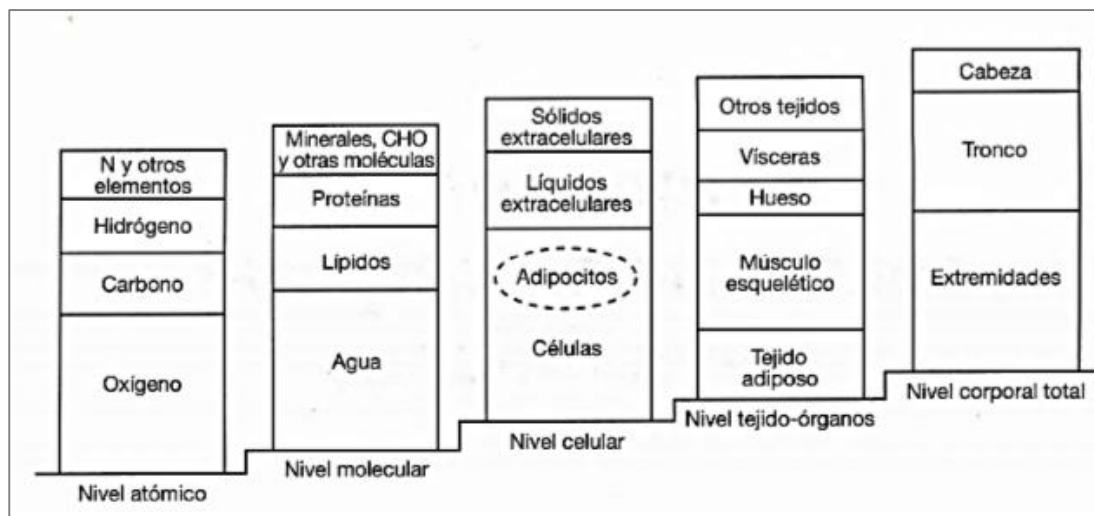 N y otros
elementos
Hidrógeno
Carbono
Oxígeno
Nivel atómico
Minerales, CHO
y otras moléculas
Proteínas
Lípidos
Agua
Nivel molecular
Sólidos
extracelulares
Líquidos
extracelulares
Adipocitos
Células
Nivel celular
Otros tejidos
Vísceras
Hueso
Músculo
esquelético
Tejido
adiposo
Nivel tejido-órganos
Cabeza
Tronco
Extremidades
Nivel corporal total